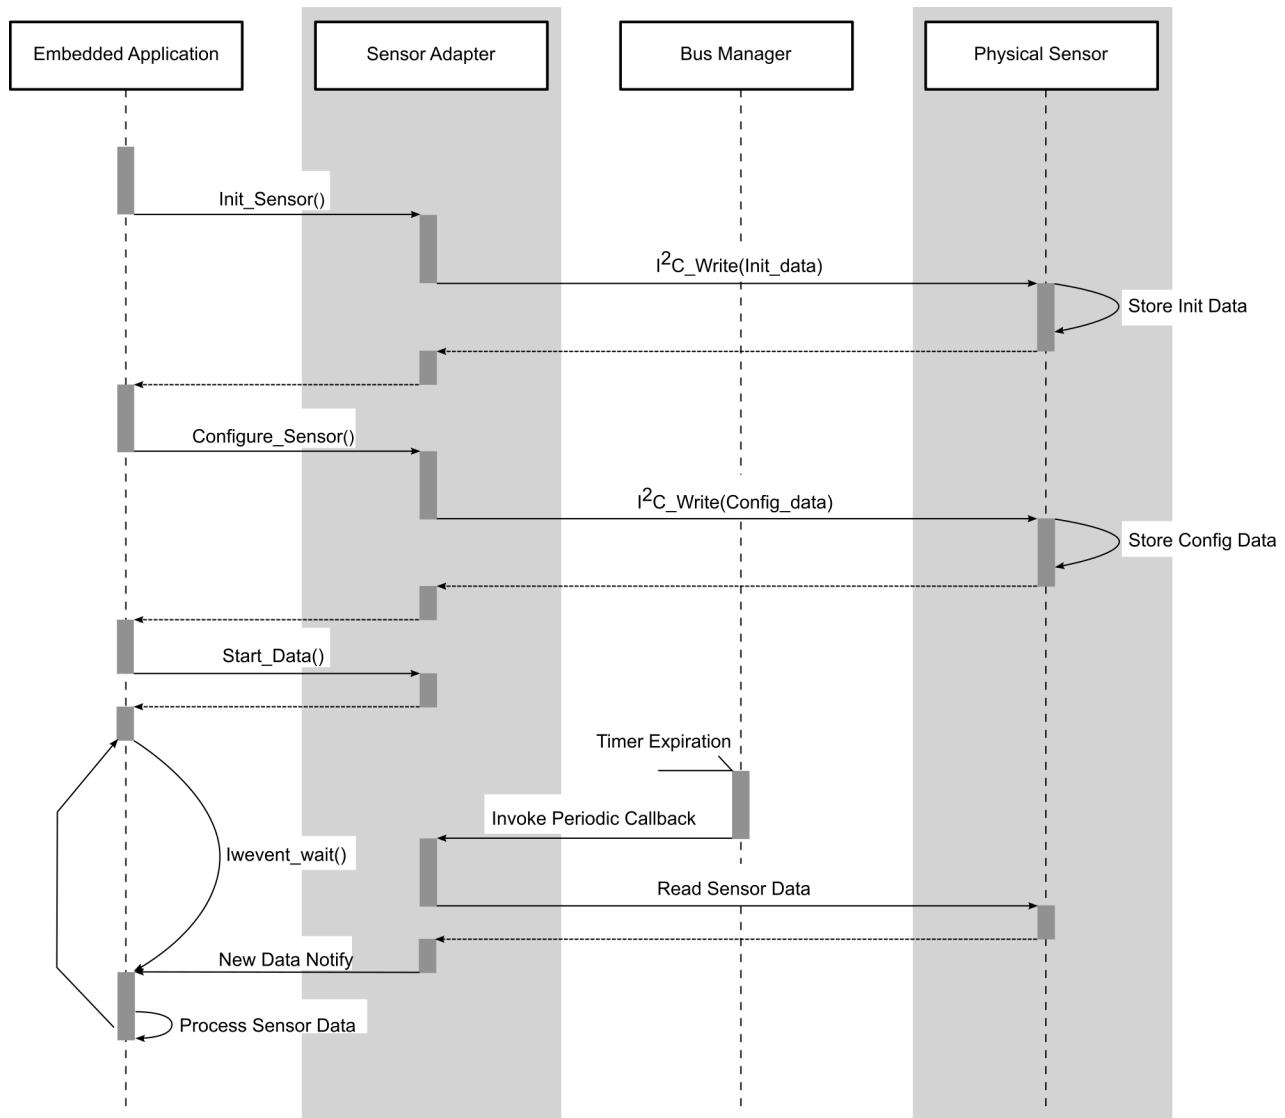 Embedded Application
Sensor Adapter
Bus Manager
Physical Sensor
Init_Sensor()
I²C_Write(Init_data)
Store Init Data
Configure_Sensor()
I²C_Write(Config_data)
Store Config Data
Start_Data()
Timer Expiration
Invoke Periodic Callback
lwevent_wait()
Read Sensor Data
New Data Notify
Process Sensor Data